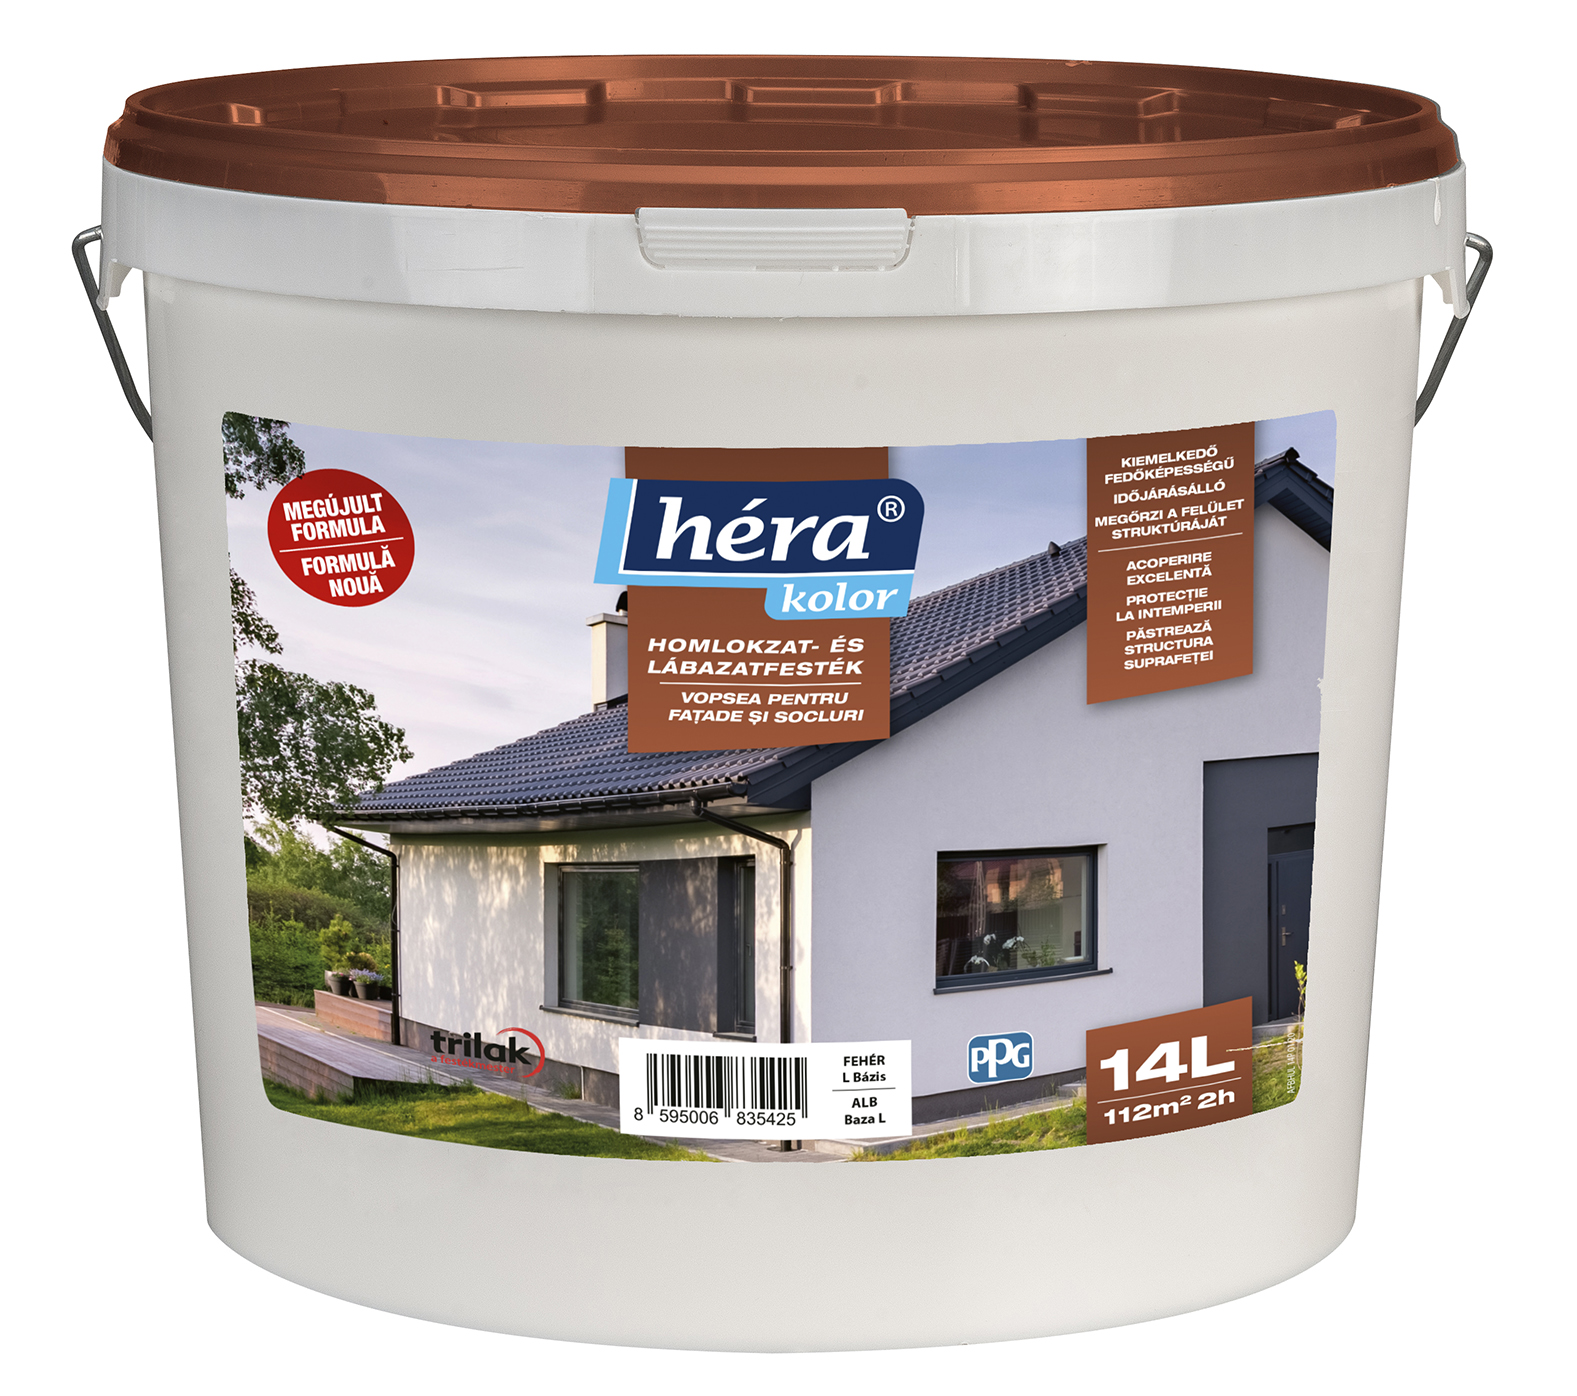 MEGÚJULT
FORMULA
FORMULĂ
NOUĂ
héra®
kolor
HOMLOKZAT- ÉS
LÁBAZATFESTÉK
VOPSEA PENTRU
FAȚADE ȘI SOCLURI
KIEMELKEDŐ
FEDŐKÉPESSÉGŰ
IDŐJÁRÁSÁLLÓ
MEGŐRZI A FELÜLET
STRUKTÚRÁJÁT
ACOPERIRE
EXCELENTĂ
PROTECȚIE
LA INTEMPERII
PĂSTREAZĂ
STRUCTURA
SUPRAFEȚEI
trilak
8 595006 835425
FEHÉR
L Bázis
ALB
Baza L
PPG
14L
112m² 2h